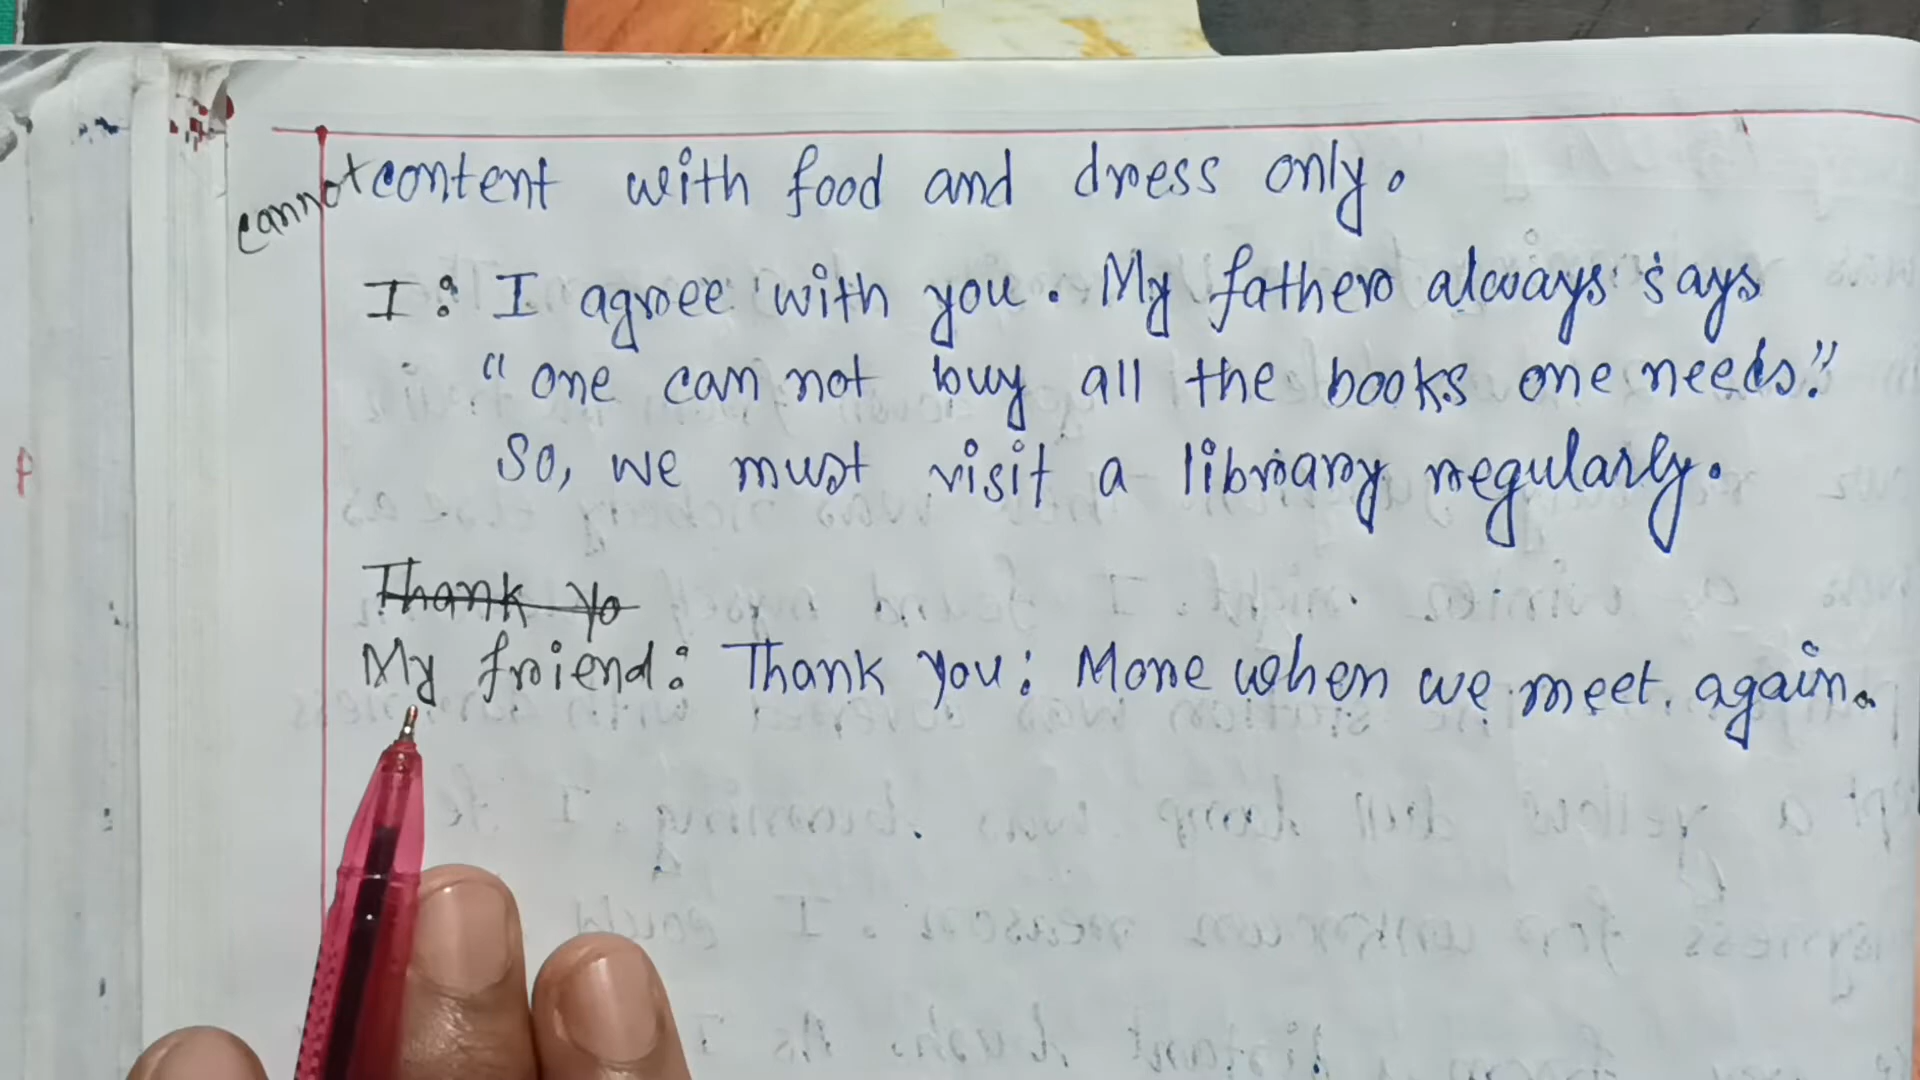 cannot content with food and dress only.
I: I agree with you. My father always says
"one can not buy all the books one needs."
So, we must visit a library regularly.
Thank Yo
My friend: Thank you: More when we meet again.